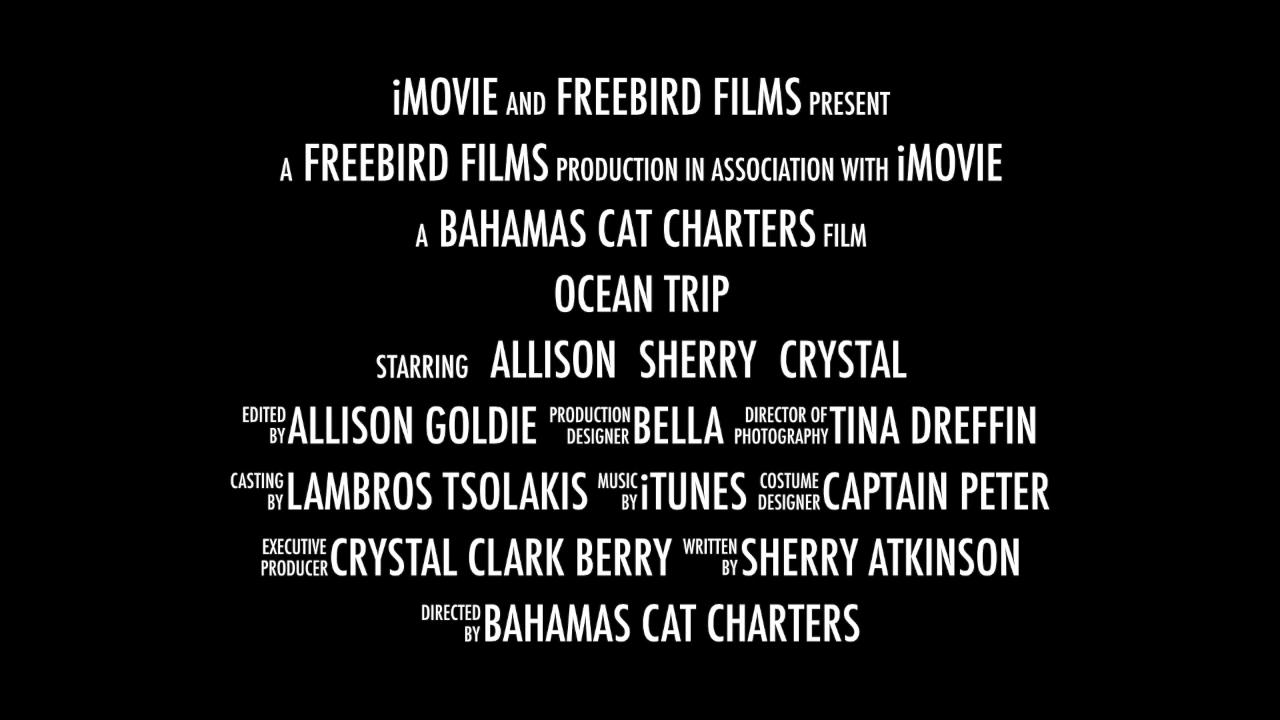 iMOVIE AND FREEBIRD FILMS PRESENT
A FREEBIRD FILMS PRODUCTION IN ASSOCIATION WITH iMOVIE
A BAHAMAS CAT CHARTERS FILM
OCEAN TRIP
STARRING ALLISON SHERRY CRYSTAL
EDITED BY ALLISON GOLDIE PRODUCTION DESIGNER BELLA DIRECTOR OF PHOTOGRAPHY TINA DREFFIN
CASTING BY LAMBROS TSOLAKIS MUSIC BY iTUNES COSTUME DESIGNER CAPTAIN PETER
EXECUTIVE PRODUCER CRYSTAL CLARK BERRY WRITTEN BY SHERRY ATKINSON
DIRECTED BY BAHAMAS CAT CHARTERS